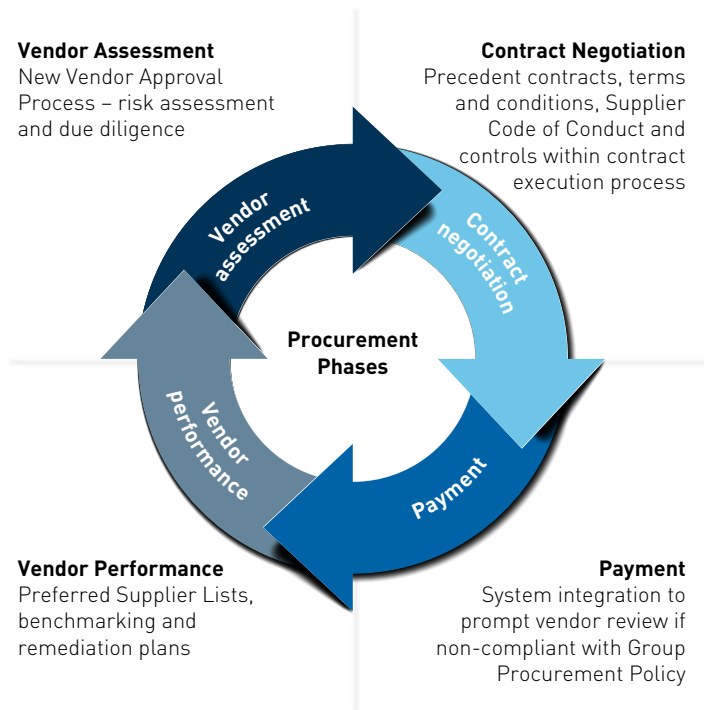 Vendor Assessment
New Vendor Approval
Process – risk assessment
and due diligence
Contract Negotiation
Precedent contracts, terms
and conditions, Supplier
Code of Conduct and
controls within contract
execution process
Vendor
assessment
Contract
negotiation
Procurement
Phases
Vendor
performance
Payment
Vendor Performance
Preferred Supplier Lists,
benchmarking and
remediation plans
Payment
System integration to
prompt vendor review if
non-compliant with Group
Procurement Policy